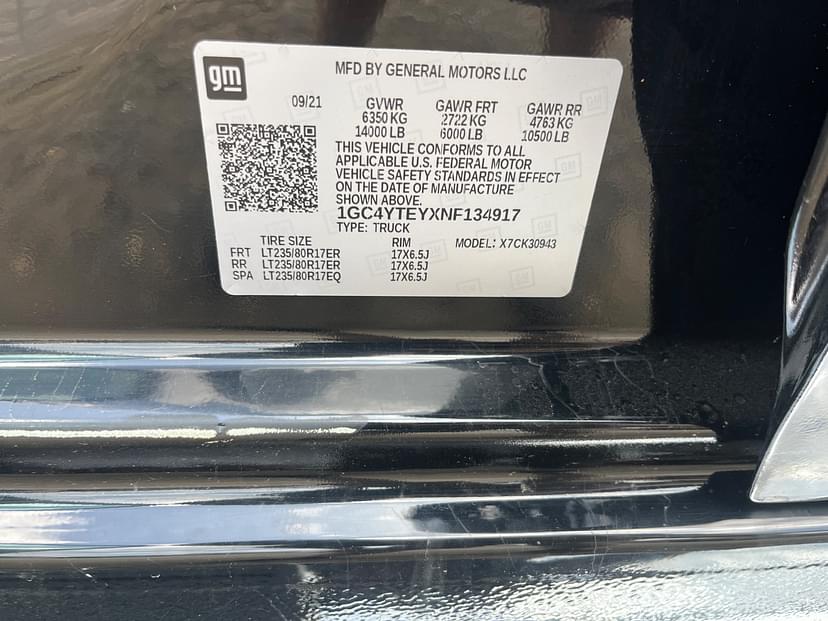 gm
MFD BY GENERAL MOTORS LLC
09/21 GVWR GAWR FRT GAWR RR
6350 KG 2722 KG 4763 KG
14000 LB 6000 LB 10500 LB
THIS VEHICLE CONFORMS TO ALL
APPLICABLE U.S. FEDERAL MOTOR
VEHICLE SAFETY STANDARDS IN EFFECT
ON THE DATE OF MANUFACTURE
SHOWN ABOVE.
1GC4YTEYXNF134917
TYPE: TRUCK
TIRE SIZE RIM MODEL: X7CK30943
FRT LT235/80R17ER 17X6.5J
RR LT235/80R17ER 17X6.5J
SPA LT235/80R17EQ 17X6.5J